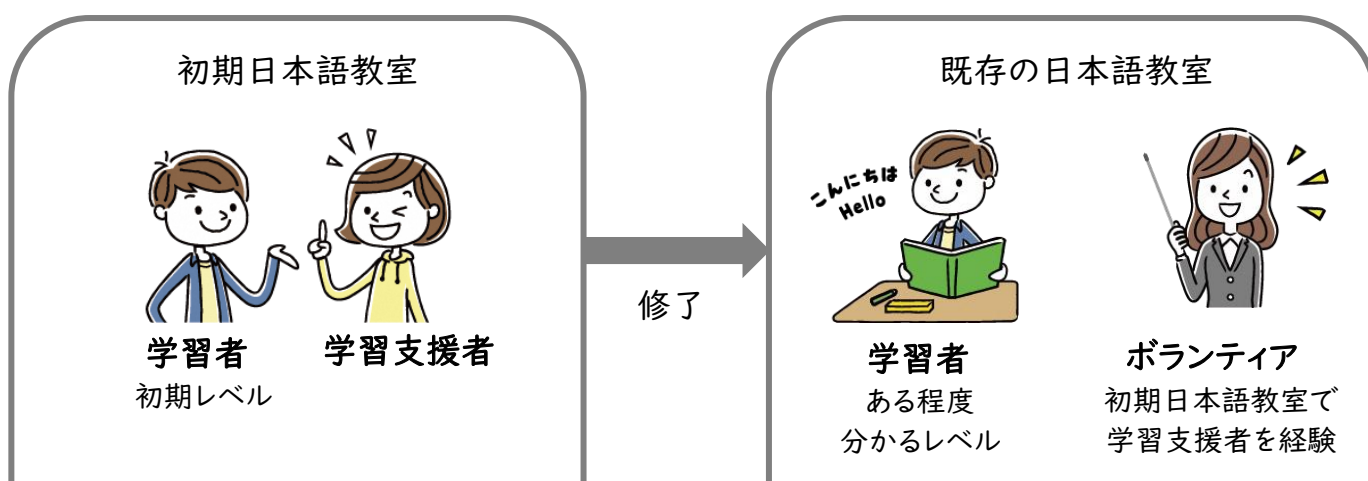 初期日本語教室
学習者
初期レベル
学習支援者
修了
既存の日本語教室
こんにちは
Hello
学習者
ある程度
分かるレベル
ボランティア
初期日本語教室で
学習支援者を経験